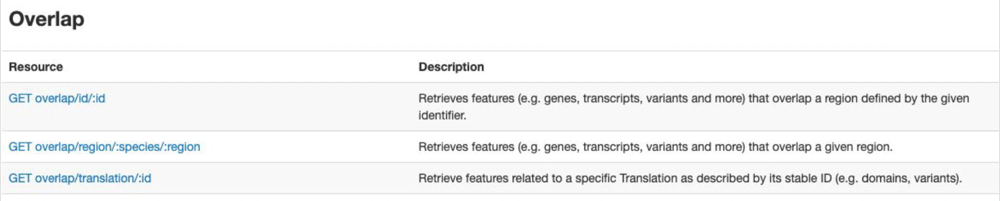 Overlap
Resource Description
GET overlap/id/:id Retrieves features (e.g. genes, transcripts, variants and more) that overlap a region defined by the given
identifier.
GET overlap/region/:species/:region Retrieves features (e.g. genes, transcripts, variants and more) that overlap a given region.
GET overlap/translation/:id Retrieve features related to a specific Translation as described by its stable ID (e.g. domains, variants).